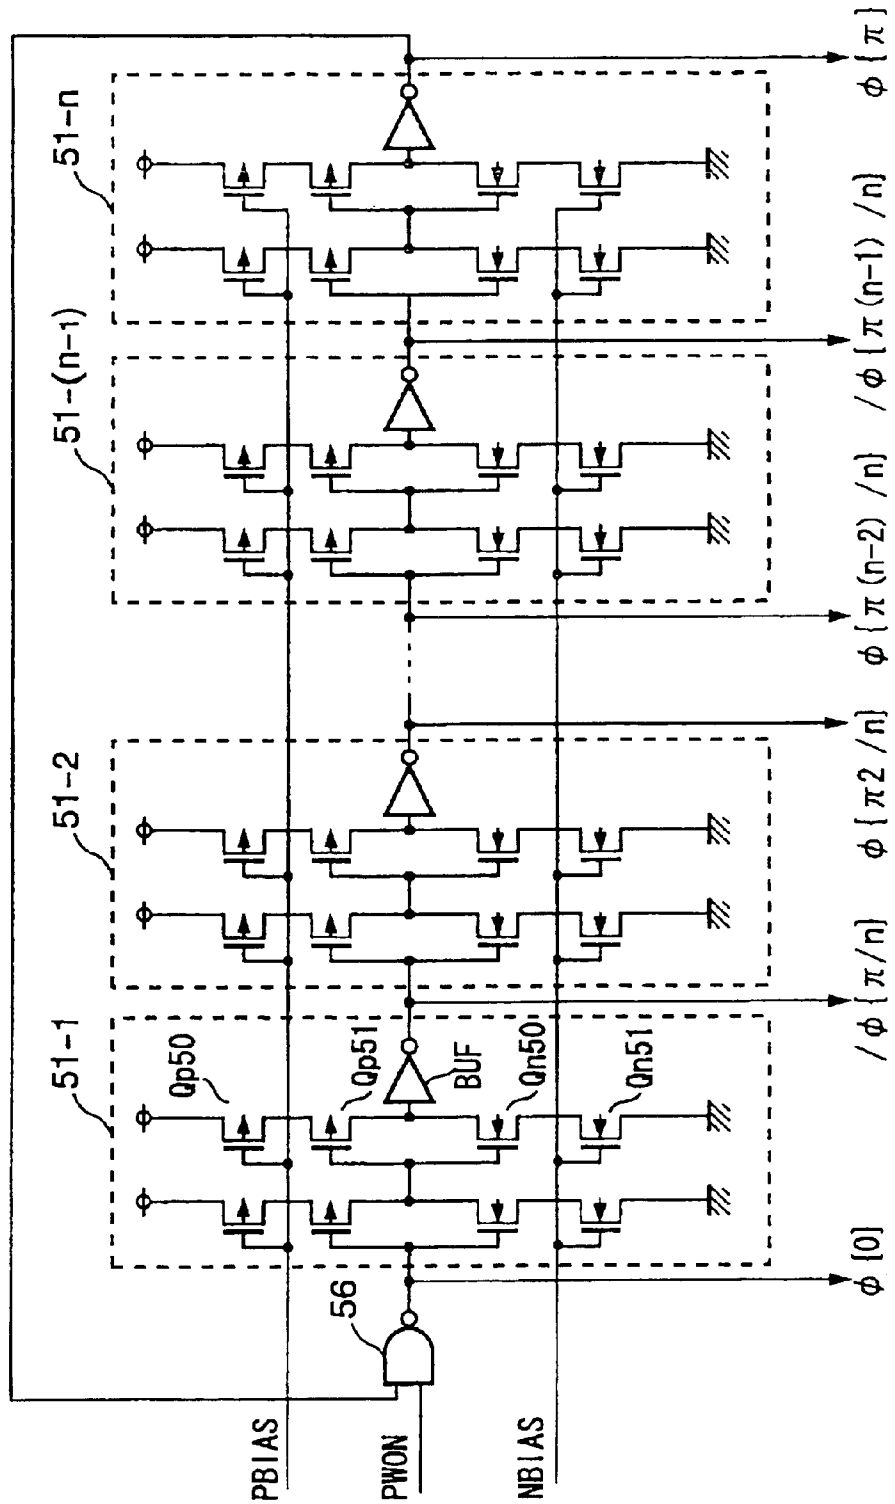 51-1
51-2
51-(n-1)
51-n
56
Qp50
Qp51
BUF
Qn50
Qn51
PBIAS
PWON
NBIAS
φ{0}
/φ{π/n}
φ{π2/n}
φ{π(n-2)/n}
/φ{π(n-1)/n}
φ{π}